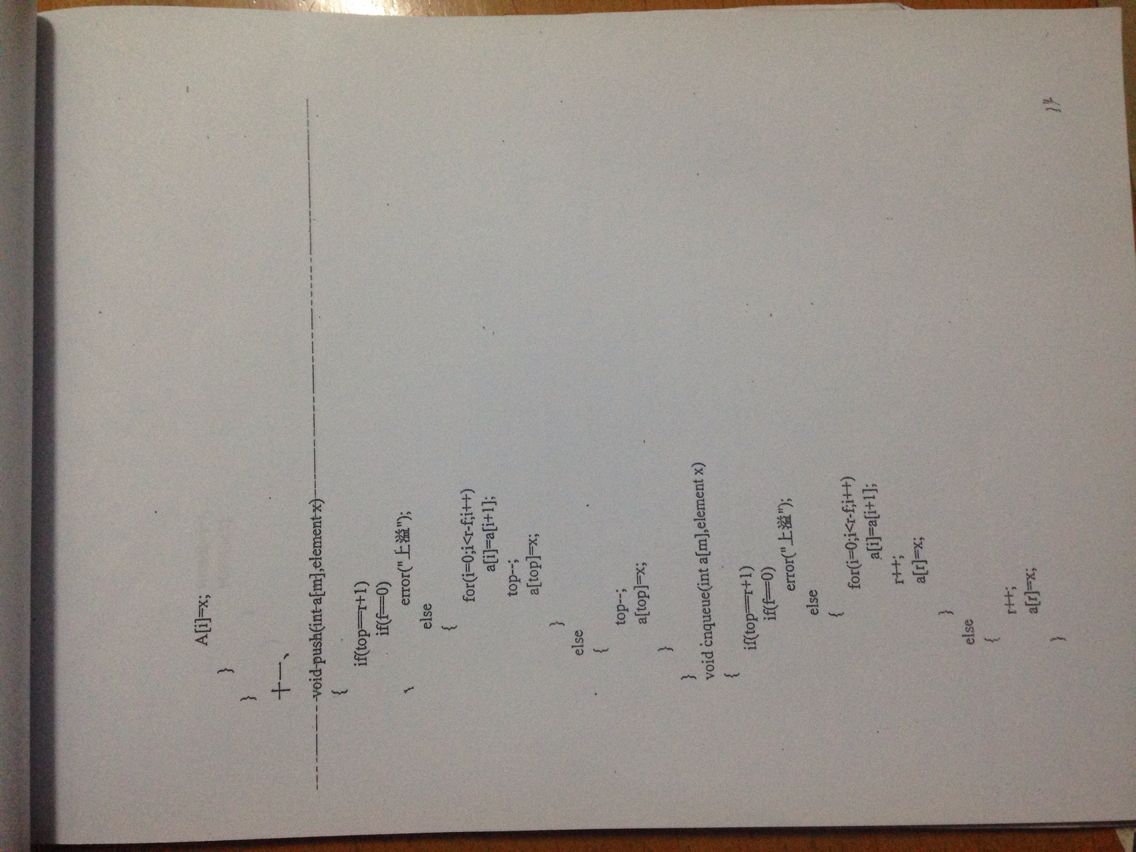 A[i]=x;
}
}
十一、
void push(int a[m],element x)
{
if(top==r+1)
if(f==0)
error("上溢");
else
{
for(i=0;i<r-f;i++)
a[i]=a[i+1];
top--;
a[top]=x;
}
else
{
top--;
a[top]=x;
}
}
void enqueue(int a[m],element x)
{
if(top==r+1)
if(f==0)
error("上溢");
else
{
for(i=0;i<r-f;i++)
a[i]=a[i+1];
r++;
a[r]=x;
}
else
{
r++;
a[r]=x;
}